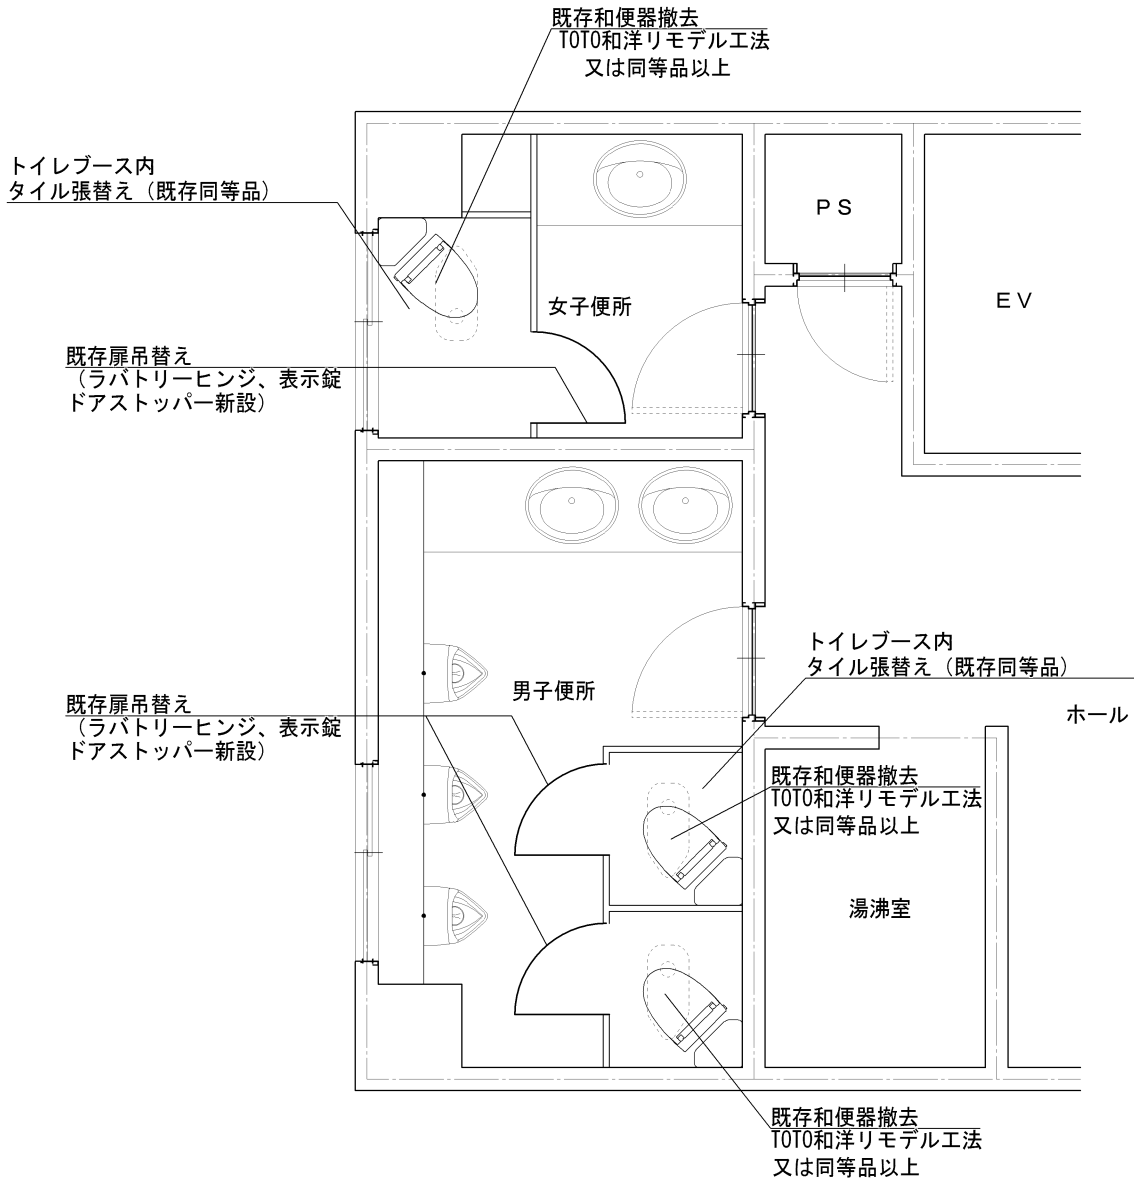 既存和便器撤去
TOTO和洋リモデル工法
又は同等品以上
トイレブース内
タイル張替え（既存同等品）
PS
EV
女子便所
既存扉吊替え
（ラバトリーヒンジ、表示錠
ドアストッパー新設）
トイレブース内
タイル張替え（既存同等品）
男子便所
ホール
既存扉吊替え
（ラバトリーヒンジ、表示錠
ドアストッパー新設）
既存和便器撤去
TOTO和洋リモデル工法
又は同等品以上
湯沸室
既存和便器撤去
TOTO和洋リモデル工法
又は同等品以上